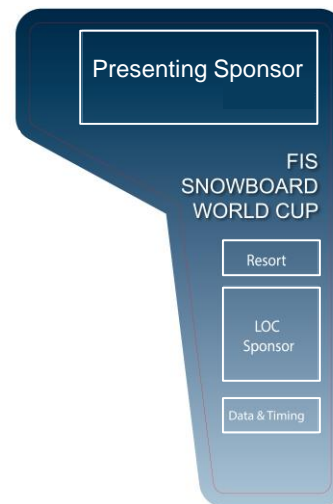 Presenting Sponsor
FIS
SNOWBOARD
WORLD CUP
Resort
LOC
Sponsor
Data & Timing